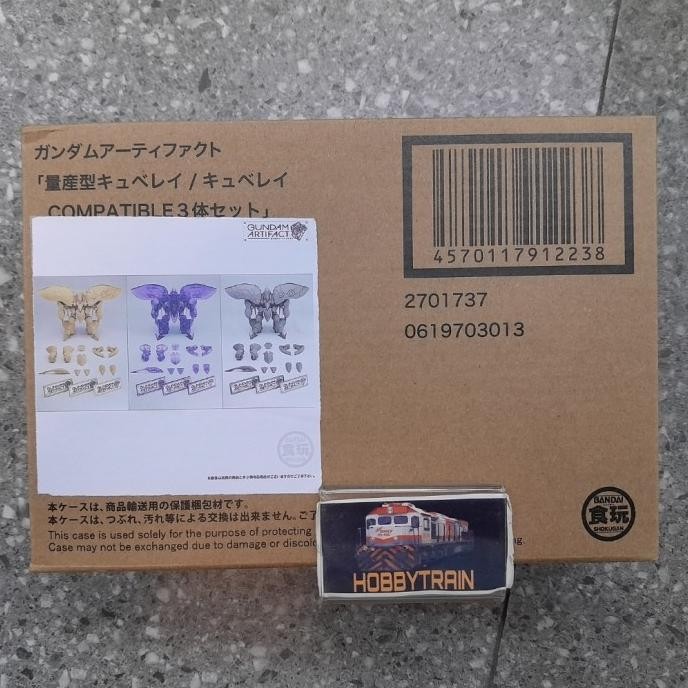 ガンダムアーティファクト
「量産型キュベレイ / キュベレイ
COMPATIBLE 3体セット」
GUNDAM
ARTIFACT
4570117912238
2701737
0619703013
食玩
本ケースは、商品輸送用の保護梱包材です。
本ケースは、つぶれ、汚れ等による交換は出来ません。ご了
This case is used solely for the purpose of protecting
Case may not be exchanged due to damage or discolo
HOBBYTRAIN
BANDAI
食玩
SHOKUGAN